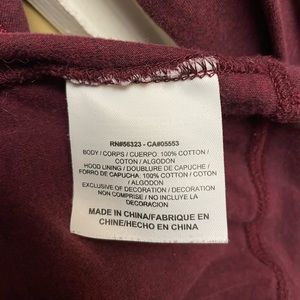 RN#56323 - CA#05553
BODY / CORPS / CUERPO: 100% COTTON /
COTON / ALGODON
HOOD LINING / DOUBLURE DE CAPUCHE /
FORRO DE CAPUCHA: 100% COTTON / COTON
/ ALGODON
EXCLUSIVE OF DECORATION / DECORATION
NON COMPRISE / NO INCLUYE LA
DECORACION
MADE IN CHINA/FABRIQUE EN
CHINE/HECHO EN CHINA